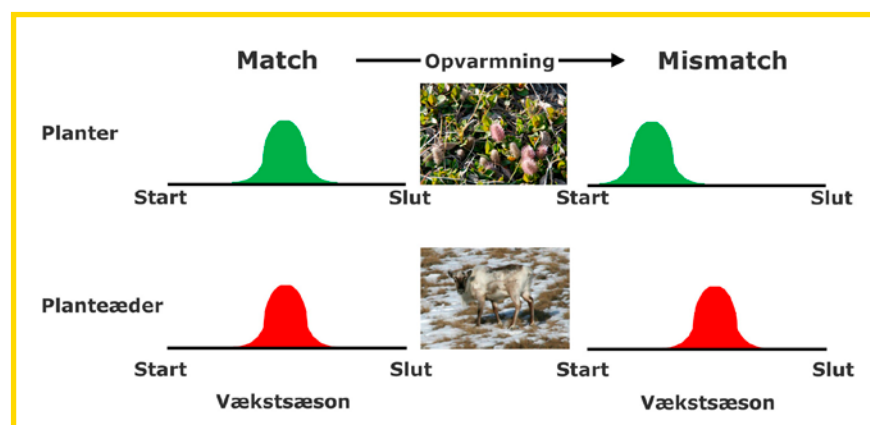 Match Opvarmning Mismatch
Planter
Start Slut Start Slut
Planteæder
Start Slut Start Slut
Vækstsæson Vækstsæson